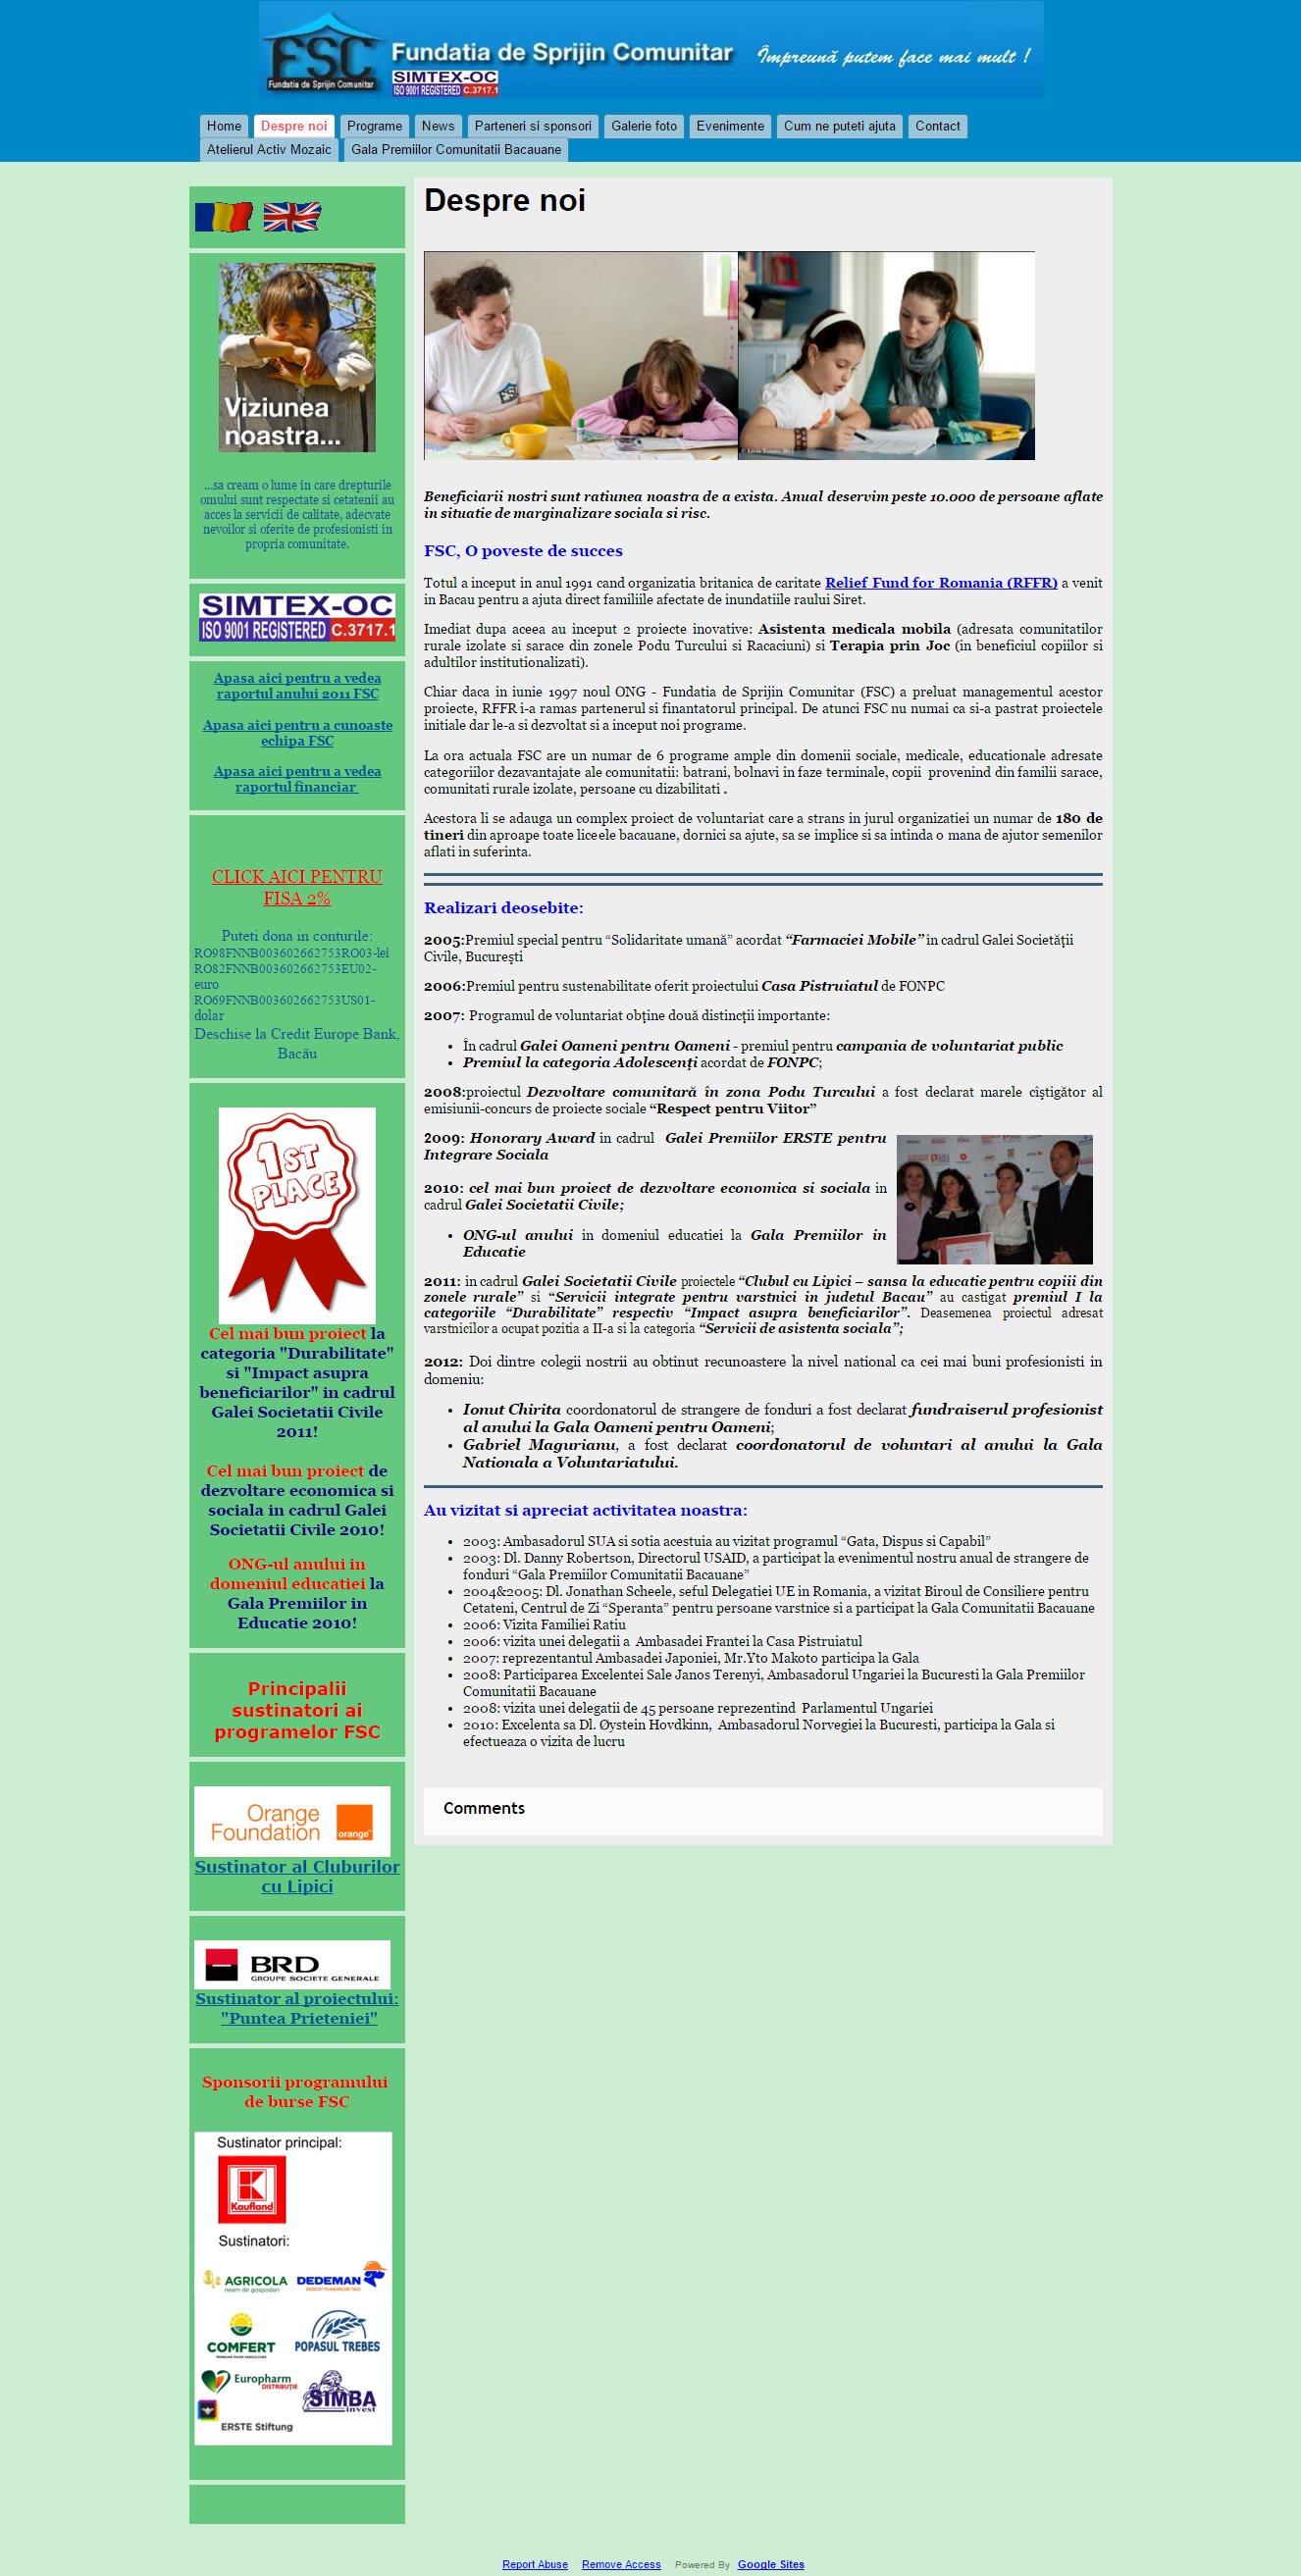 FSC
Fundatia de Sprijin Comunitar
Fundatia de Sprijin Comunitar
Împreună putem face mai mult !
SIMTEX-OC
ISO 9001 REGISTERED C.3717.1
Home
Despre noi
Programe
News
Parteneri si sponsori
Galerie foto
Evenimente
Cum ne puteti ajuta
Contact
Atelierul Activ Mozaic
Gala Premiilor Comunitatii Bacauane
Viziunea
noastra...
...sa cream o lume in care drepturile
omului sunt respectate si cetatenii au
acces la servicii de calitate, adecvate
nevoilor si oferite de profesionisti in
propria comunitate.
SIMTEX-OC
ISO 9001 REGISTERED C.3717.1
Apasa aici pentru a vedea
raportul anului 2011 FSC
Apasa aici pentru a cunoaste
echipa FSC
Apasa aici pentru a vedea
raportul financiar
CLICK AICI PENTRU
FISA 2%
Puteti dona in conturile:
RO98FNNB003602662753RO03-lei
RO82FNNB003602662753EU02-
euro
RO69FNNB003602662753US01-
dolar
Deschise la Credit Europe Bank,
Bacău
1ST
PLACE
Cel mai bun proiect la
categoria "Durabilitate"
si "Impact asupra
beneficiarilor" in cadrul
Galei Societatii Civile
2011!
Cel mai bun proiect de
dezvoltare economica si
sociala in cadrul Galei
Societatii Civile 2010!
ONG-ul anului in
domeniul educatiei la
Gala Premiilor in
Educatie 2010!
Principalii
sustinatori ai
programelor FSC
Orange
Foundation
orange
Sustinator al Cluburilor
cu Lipici
BRD
GROUPE SOCIETE GENERALE
Sustinator al proiectului:
"Puntea Prieteniei"
Sponsorii programului
de burse FSC
Sustinator principal:
Kaufland
Sustinatori:
AGRICOLA
neam de gospodari
DEDEMAN
COMFERT
POPASUL TREBES
Europharm
DISTRIBUTIE
SIMBA
invest
ERSTE Stiftung
Despre noi
FSC
Beneficiarii nostri sunt ratiunea noastra de a exista. Anual deservim peste 10.000 de persoane aflate
in situatie de marginalizare sociala si risc.
FSC, O poveste de succes
Totul a inceput in anul 1991 cand organizatia britanica de caritate Relief Fund for Romania (RFFR) a venit
in Bacau pentru a ajuta direct familiile afectate de inundatiile raului Siret.
Imediat dupa aceea au inceput 2 proiecte inovative: Asistenta medicala mobila (adresata comunitatilor
rurale izolate si sarace din zonele Podu Turcului si Racaciuni) si Terapia prin Joc (in beneficiul copiilor si
adultilor institutionalizati).
Chiar daca in iunie 1997 noul ONG - Fundatia de Sprijin Comunitar (FSC) a preluat managementul acestor
proiecte, RFFR i-a ramas partenerul si finantatorul principal. De atunci FSC nu numai ca si-a pastrat proiectele
initiale dar le-a si dezvoltat si a inceput noi programe.
La ora actuala FSC are un numar de 6 programe ample din domenii sociale, medicale, educationale adresate
categoriilor dezavantajate ale comunitatii: batrani, bolnavi in faze terminale, copii provenind din familii sarace,
comunitati rurale izolate, persoane cu dizabilitati .
Acestora li se adauga un complex proiect de voluntariat care a strans in jurul organizatiei un numar de 180 de
tineri din aproape toate liceele bacauane, dornici sa ajute, sa se implice si sa intinda o mana de ajutor semenilor
aflati in suferinta.
Realizari deosebite:
2005:Premiul special pentru “Solidaritate umană” acordat “Farmaciei Mobile” în cadrul Galei Societăţii
Civile, Bucureşti
2006:Premiul pentru sustenabilitate oferit proiectului Casa Pistruiatul de FONPC
2007: Programul de voluntariat obţine două distincţii importante:
• În cadrul Galei Oameni pentru Oameni - premiul pentru campania de voluntariat public
• Premiul la categoria Adolescenţi acordat de FONPC;
2008:proiectul Dezvoltare comunitară în zona Podu Turcului a fost declarat marele cîştigător al
emisiunii-concurs de proiecte sociale “Respect pentru Viitor”
2009: Honorary Award in cadrul Galei Premiilor ERSTE pentru
Integrare Sociala
2010: cel mai bun proiect de dezvoltare economica si sociala in
cadrul Galei Societatii Civile;
• ONG-ul anului in domeniul educatiei la Gala Premiilor in
Educatie
2011: in cadrul Galei Societatii Civile proiectele “Clubul cu Lipici – sansa la educatie pentru copiii din
zonele rurale” si “Servicii integrate pentru varstnici in judetul Bacau” au castigat premiul I la
categoriile “Durabilitate” respectiv “Impact asupra beneficiarilor”. Deasemenea proiectul adresat
varstnicilor a ocupat pozitia a II-a si la categoria “Servicii de asistenta sociala”;
2012: Doi dintre colegii nostrii au obtinut recunoastere la nivel national ca cei mai buni profesionisti in
domeniu:
• Ionut Chirita coordonatorul de strangere de fonduri a fost declarat fundraiserul profesionist
al anului la Gala Oameni pentru Oameni;
• Gabriel Magurianu, a fost declarat coordonatorul de voluntari al anului la Gala
Nationala a Voluntariatului.
Au vizitat si apreciat activitatea noastra:
• 2003: Ambasadorul SUA si sotia acestuia au vizitat programul “Gata, Dispus si Capabil”
• 2003: Dl. Danny Robertson, Directorul USAID, a participat la evenimentul nostru anual de strangere de
fonduri “Gala Premiilor Comunitatii Bacauane”
• 2004&2005: Dl. Jonathan Scheele, seful Delegatiei UE in Romania, a vizitat Biroul de Consiliere pentru
Cetateni, Centrul de Zi “Speranta” pentru persoane varstnice si a participat la Gala Comunitatii Bacauane
• 2006: Vizita Familiei Ratiu
• 2006: vizita unei delegatii a Ambasadei Frantei la Casa Pistruiatul
• 2007: reprezentantul Ambasadei Japoniei, Mr.Yto Makoto participa la Gala
• 2008: Participarea Excelentei Sale Janos Terenyi, Ambasadorul Ungariei la Bucuresti la Gala Premiilor
Comunitatii Bacauane
• 2008: vizita unei delegatii de 45 persoane reprezentind Parlamentul Ungariei
• 2010: Excelenta sa Dl. Øystein Hovdkinn, Ambasadorul Norvegiei la Bucuresti, participa la Gala si
efectueaza o vizita de lucru
Comments
Report Abuse | Remove Access | Powered By Google Sites